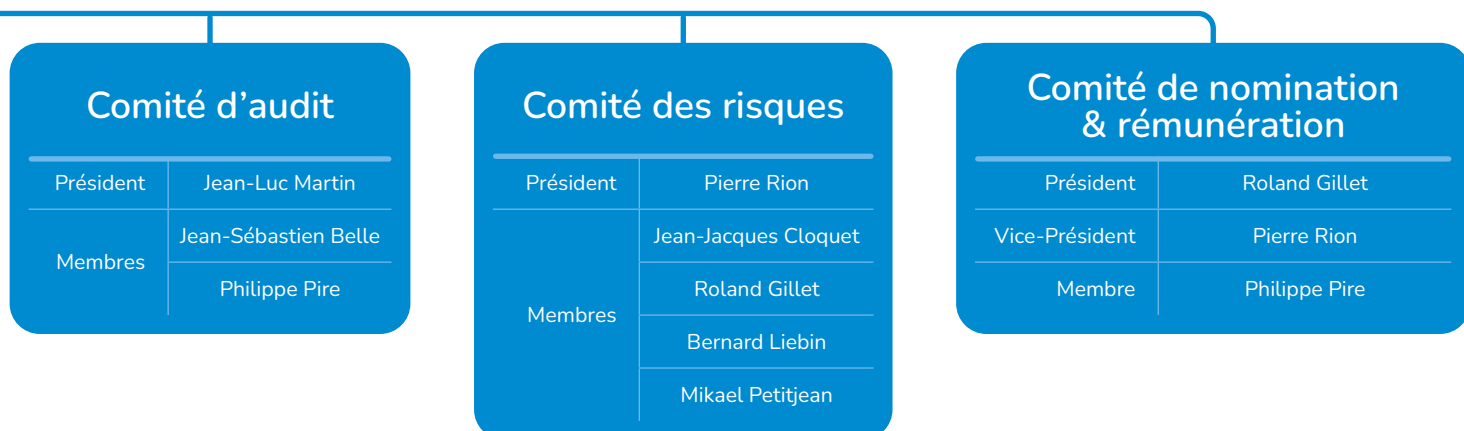 Comité d’audit
Président Jean-Luc Martin
Membres
Jean-Sébastien Belle
Philippe Pire
Comité des risques
Président Pierre Rion
Membres
Jean-Jacques Cloquet
Roland Gillet
Bernard Liebin
Mikael Petitjean
Comité de nomination
& rémunération
Président Roland Gillet
Vice-Président Pierre Rion
Membre Philippe Pire